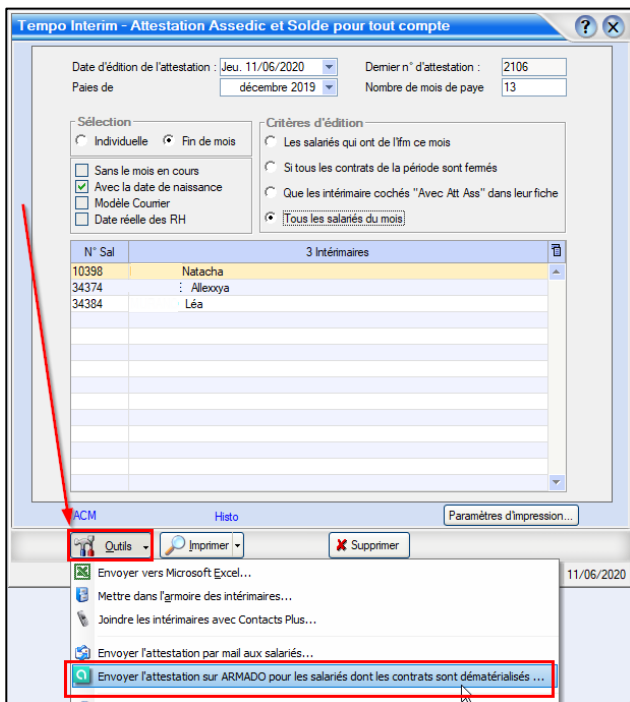 Tempo Interim - Attestation Assedic et Solde pour tout compte
Date d'édition de l'attestation : Jeu. 11/06/2020 Dernier n° d'attestation : 2106
Paies de décembre 2019 Nombre de mois de paye 13
Sélection
Individuelle Fin de mois
Sans le mois en cours
Avec la date de naissance
Modèle Courrier
Date réelle des RH
Critères d'édition
Les salariés qui ont de l'ifm ce mois
Si tous les contrats de la période sont fermés
Que les intérimaire cochés "Avec Att Ass" dans leur fiche
Tous les salariés du mois
N° Sal 3 Intérimaires
10398 Natacha
34374 : Allexxya
34384 Léa
ACM Histo Paramètres d'impression...
Outils Imprimer Supprimer
11/06/2020
Envoyer vers Microsoft Excel...
Mettre dans l'armoire des intérimaires...
Joindre les intérimaires avec Contacts Plus...
Envoyer l'attestation par mail aux salariés...
Envoyer l'attestation sur ARMADO pour les salariés dont les contrats sont dématérialisés ...